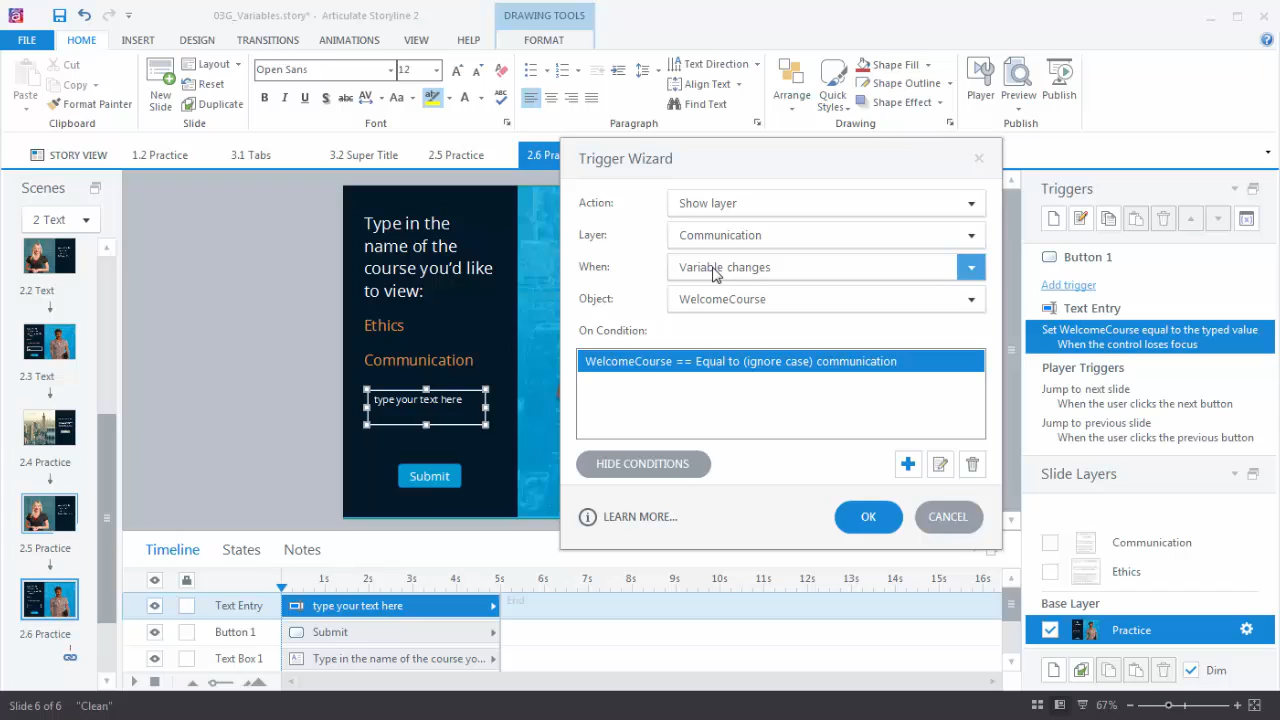 03G_Variables.story* - Articulate Storyline 2
DRAWING TOOLS
FILE
HOME
INSERT
DESIGN
TRANSITIONS
ANIMATIONS
VIEW
HELP
FORMAT
Paste
Cut
Copy
Format Painter
Clipboard
New
Slide
Layout
Reset
Duplicate
Slide
Open Sans
12
B I U S abc AV Aa A
ABC
Font
Text Direction
Align Text
Find Text
Paragraph
Arrange
Quick
Styles
Shape Fill
Shape Outline
Shape Effect
Drawing
Player
Preview
Publish
Publish
STORY VIEW
1.2 Practice
3.1 Tabs
3.2 Super Title
2.5 Practice
2.6 Pra
Scenes
2 Text
2.2 Text
2.3 Text
2.4 Practice
2.5 Practice
2.6 Practice
Type in the
name of the
course you'd like
to view:
Ethics
Communication
type your text here
Submit
Trigger Wizard
Action:
Show layer
Layer:
Communication
When:
Variable changes
Object:
WelcomeCourse
On Condition:
WelcomeCourse == Equal to (ignore case) communication
HIDE CONDITIONS
LEARN MORE...
OK
CANCEL
Triggers
Button 1
Add trigger
Text Entry
Set WelcomeCourse equal to the typed value
When the control loses focus
Player Triggers
Jump to next slide
When the user clicks the next button
Jump to previous slide
When the user clicks the previous button
Slide Layers
Communication
Ethics
Base Layer
Practice
Dim
Timeline
States
Notes
1s 2s 3s 4s 5s 6s 7s 8s 9s 10s 11s 12s 13s 14s 15s 16s
Text Entry
type your text here
End
Button 1
Submit
Text Box 1
Type in the name of the course yo...
Slide 6 of 6
"Clean"
67%